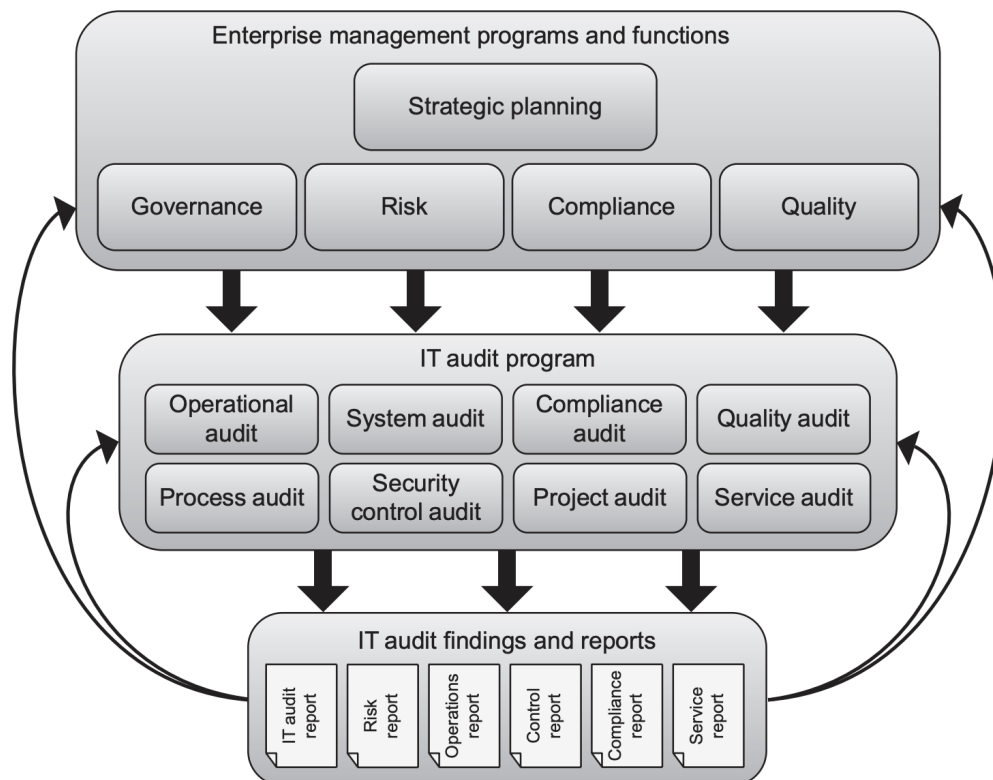 Enterprise management programs and functions
Strategic planning
Governance
Risk
Compliance
Quality
IT audit program
Operational
audit
System audit
Compliance
audit
Quality audit
Process audit
Security
control audit
Project audit
Service audit
IT audit findings and reports
IT audit
report
Risk
report
Operations
report
Control
report
Compliance
report
Service
report